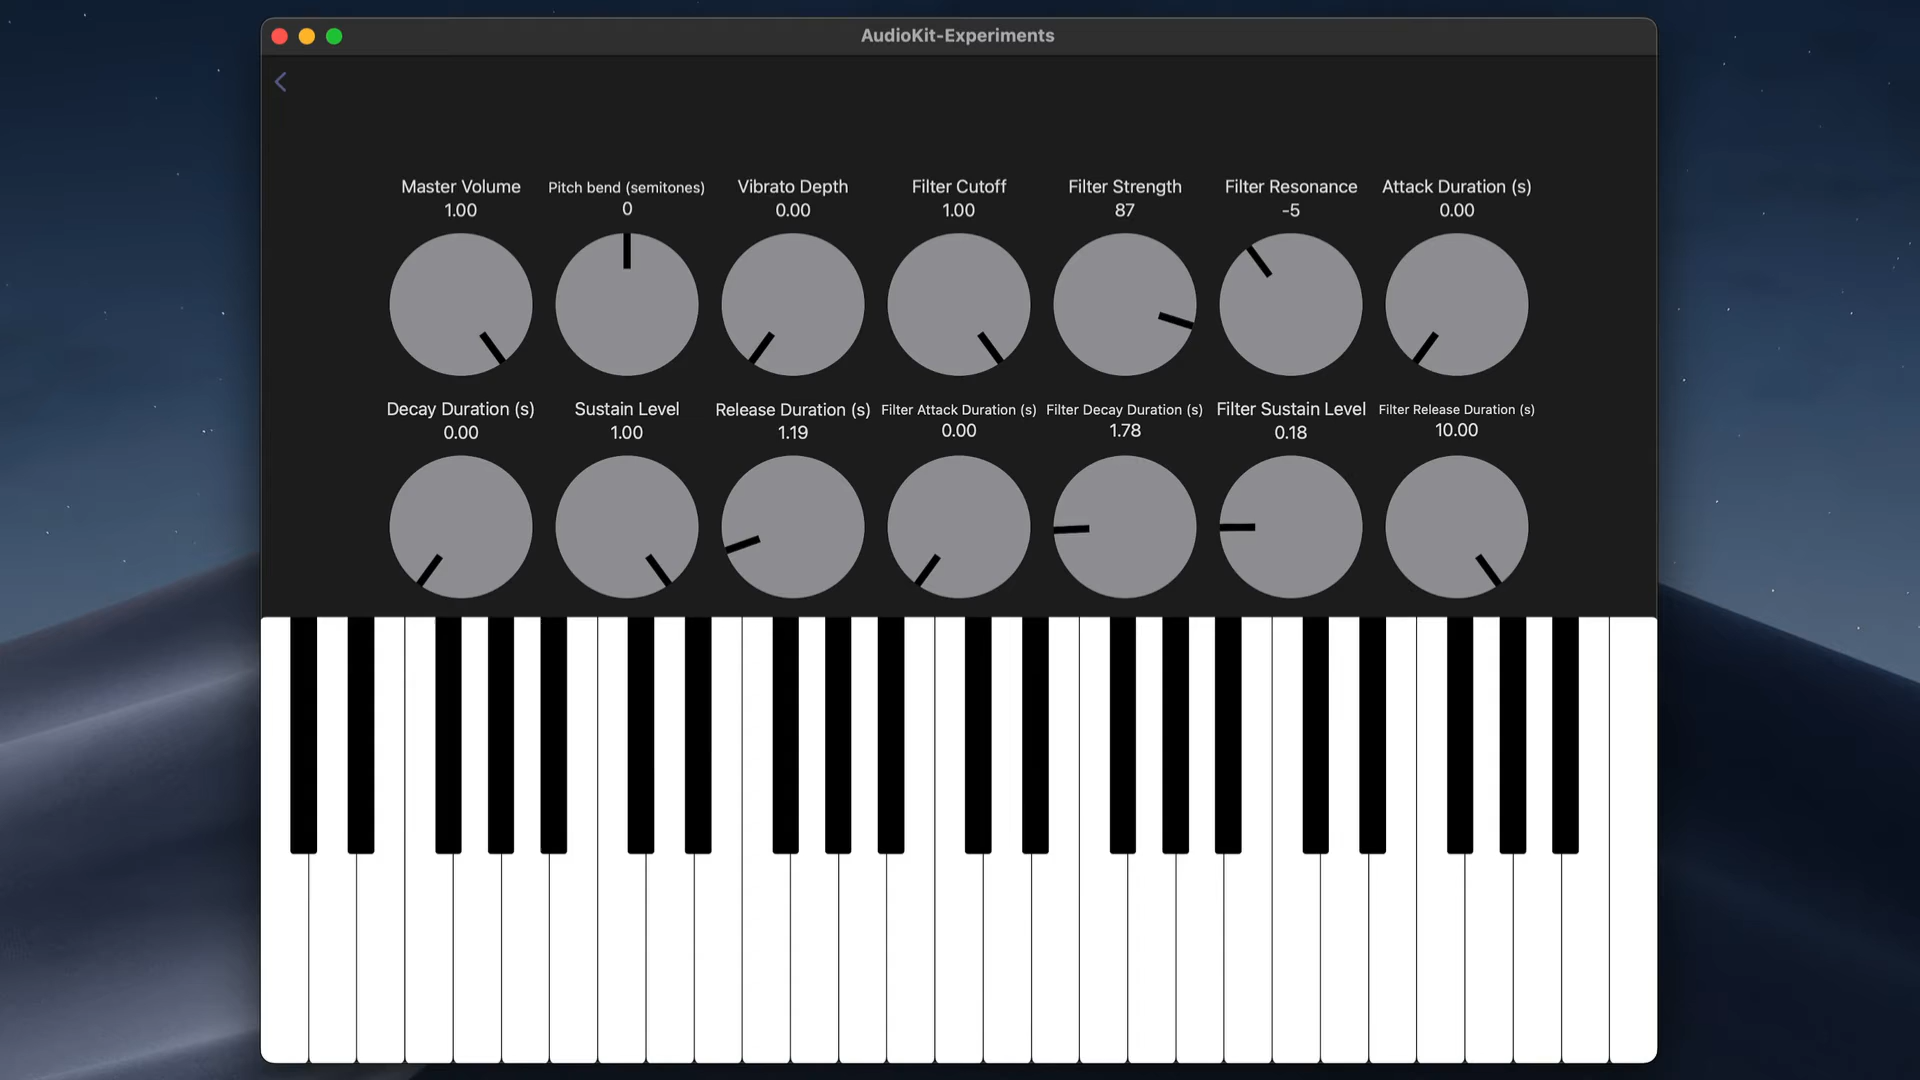 AudioKit-Experiments
Master Volume
1.00
Pitch bend (semitones)
0
Vibrato Depth
0.00
Filter Cutoff
1.00
Filter Strength
87
Filter Resonance
-5
Attack Duration (s)
0.00
Decay Duration (s)
0.00
Sustain Level
1.00
Release Duration (s)
1.19
Filter Attack Duration (s)
0.00
Filter Decay Duration (s)
1.78
Filter Sustain Level
0.18
Filter Release Duration (s)
10.00